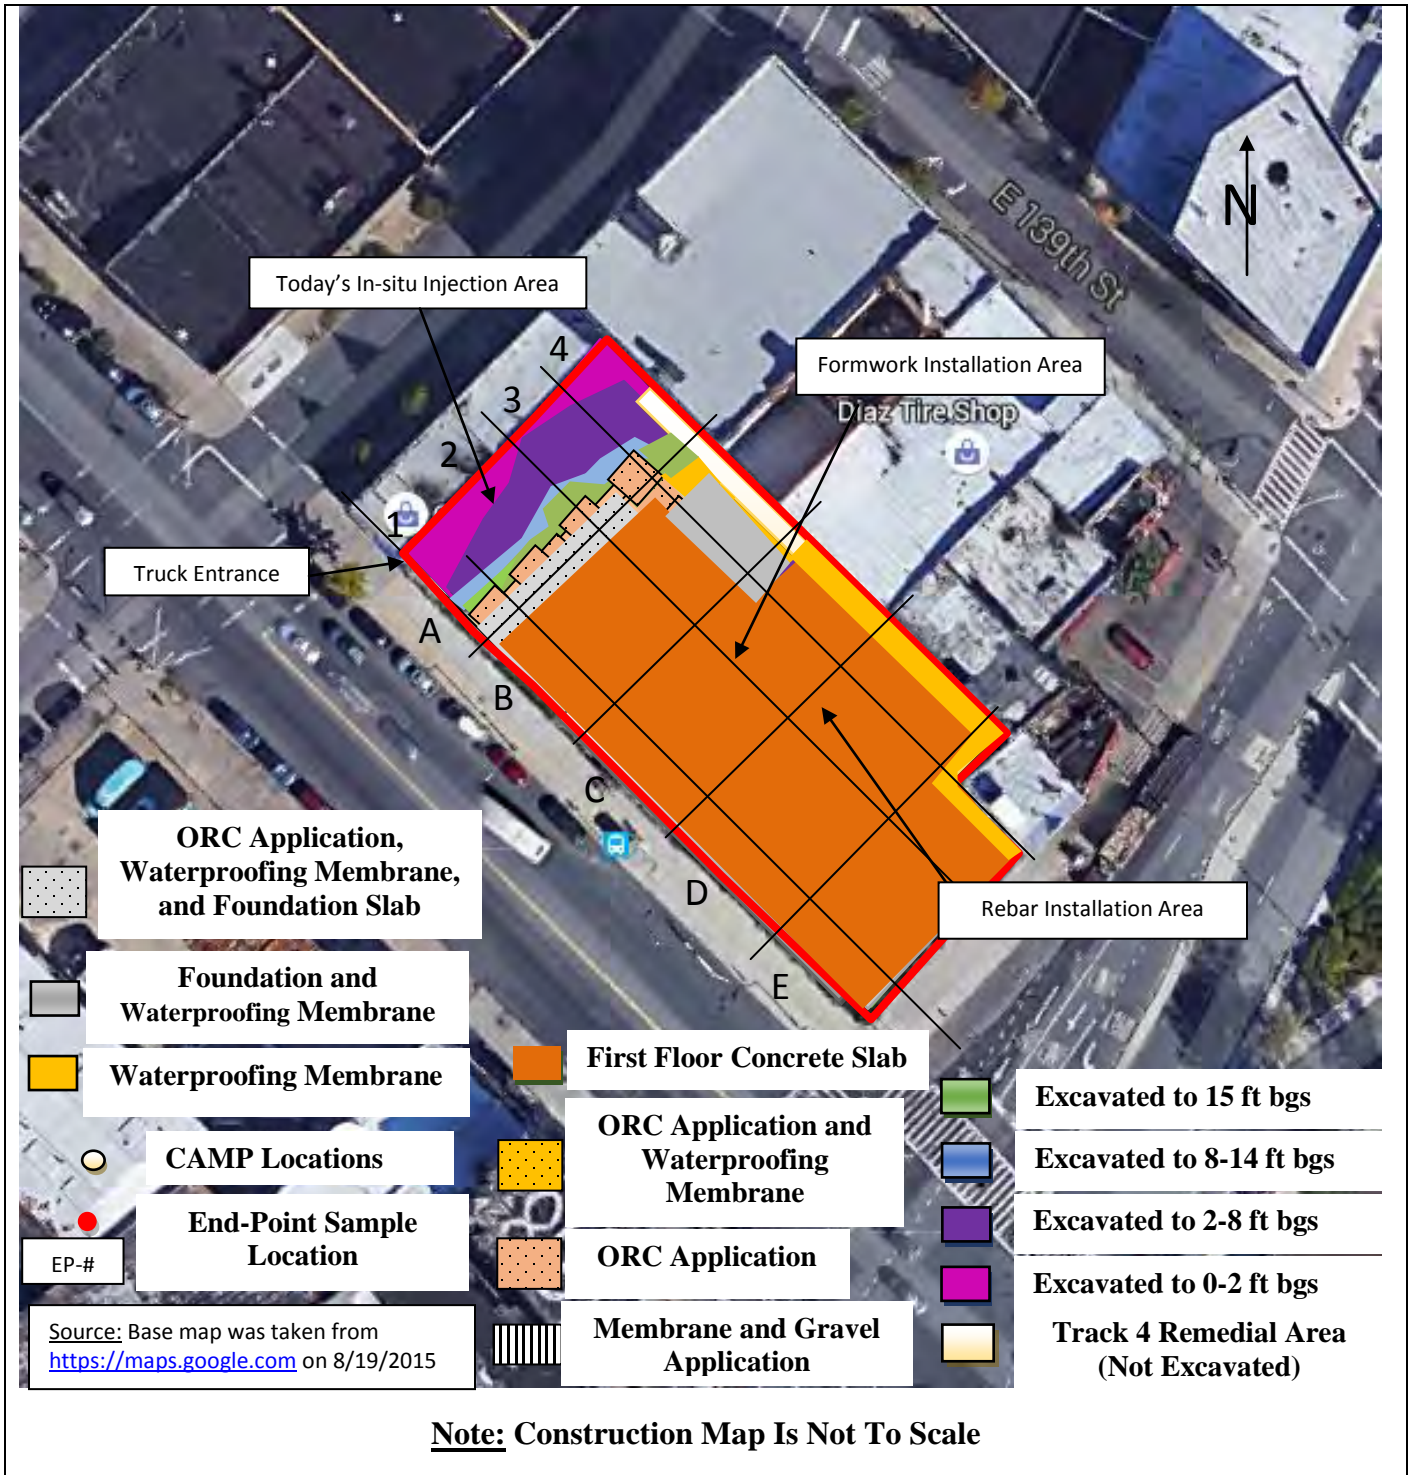 E 139th St
N
Today's In-situ Injection Area
Formwork Installation Area
Diaz Tire Shop
4
3
2
1
Truck Entrance
A
B
C
D
E
Rebar Installation Area
ORC Application,
Waterproofing Membrane,
and Foundation Slab
Foundation and
Waterproofing Membrane
Waterproofing Membrane
CAMP Locations
End-Point Sample
Location
EP-#
Source: Base map was taken from
https://maps.google.com on 8/19/2015
First Floor Concrete Slab
ORC Application and
Waterproofing
Membrane
ORC Application
Membrane and Gravel
Application
Excavated to 15 ft bgs
Excavated to 8-14 ft bgs
Excavated to 2-8 ft bgs
Excavated to 0-2 ft bgs
Track 4 Remedial Area
(Not Excavated)
Note: Construction Map Is Not To Scale